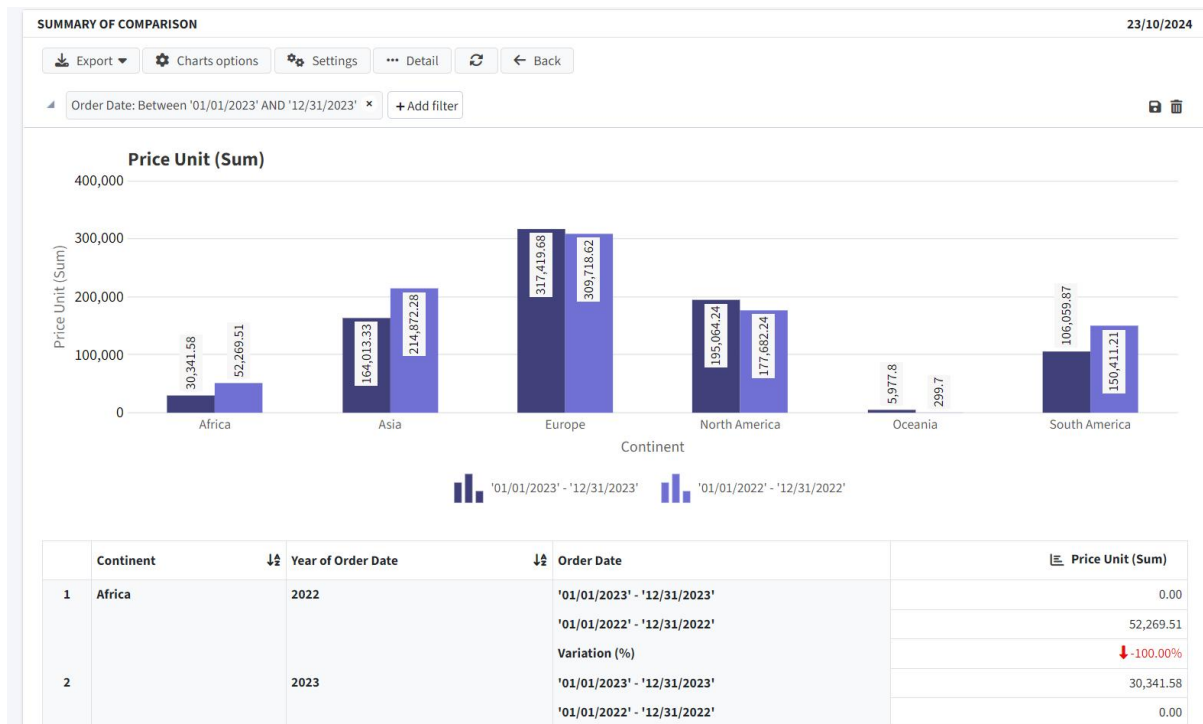 SUMMARY OF COMPARISON 23/10/2024
Export Charts options Settings Detail Back
Order Date: Between '01/01/2023' AND '12/31/2023' × + Add filter
Price Unit (Sum)
400,000
300,000
200,000
100,000
0
Price Unit (Sum)
30,341.58 52,269.51 164,013.33 214,872.28 317,419.68 309,718.62 195,064.24 177,682.24 5,977.8 299.7 106,059.87 150,411.21
Africa Asia Europe North America Oceania South America
Continent
'01/01/2023' - '12/31/2023' '01/01/2022' - '12/31/2022'
Continent Year of Order Date Order Date Price Unit (Sum)
1 Africa 2022 '01/01/2023' - '12/31/2023' 0.00
'01/01/2022' - '12/31/2022' 52,269.51
Variation (%) -100.00%
2 2023 '01/01/2023' - '12/31/2023' 30,341.58
'01/01/2022' - '12/31/2022' 0.00